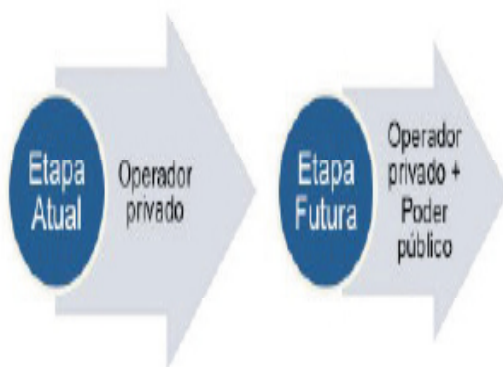 Etapa
Atual
Operador
privado
Etapa
Futura
Operador
privado +
Poder
público